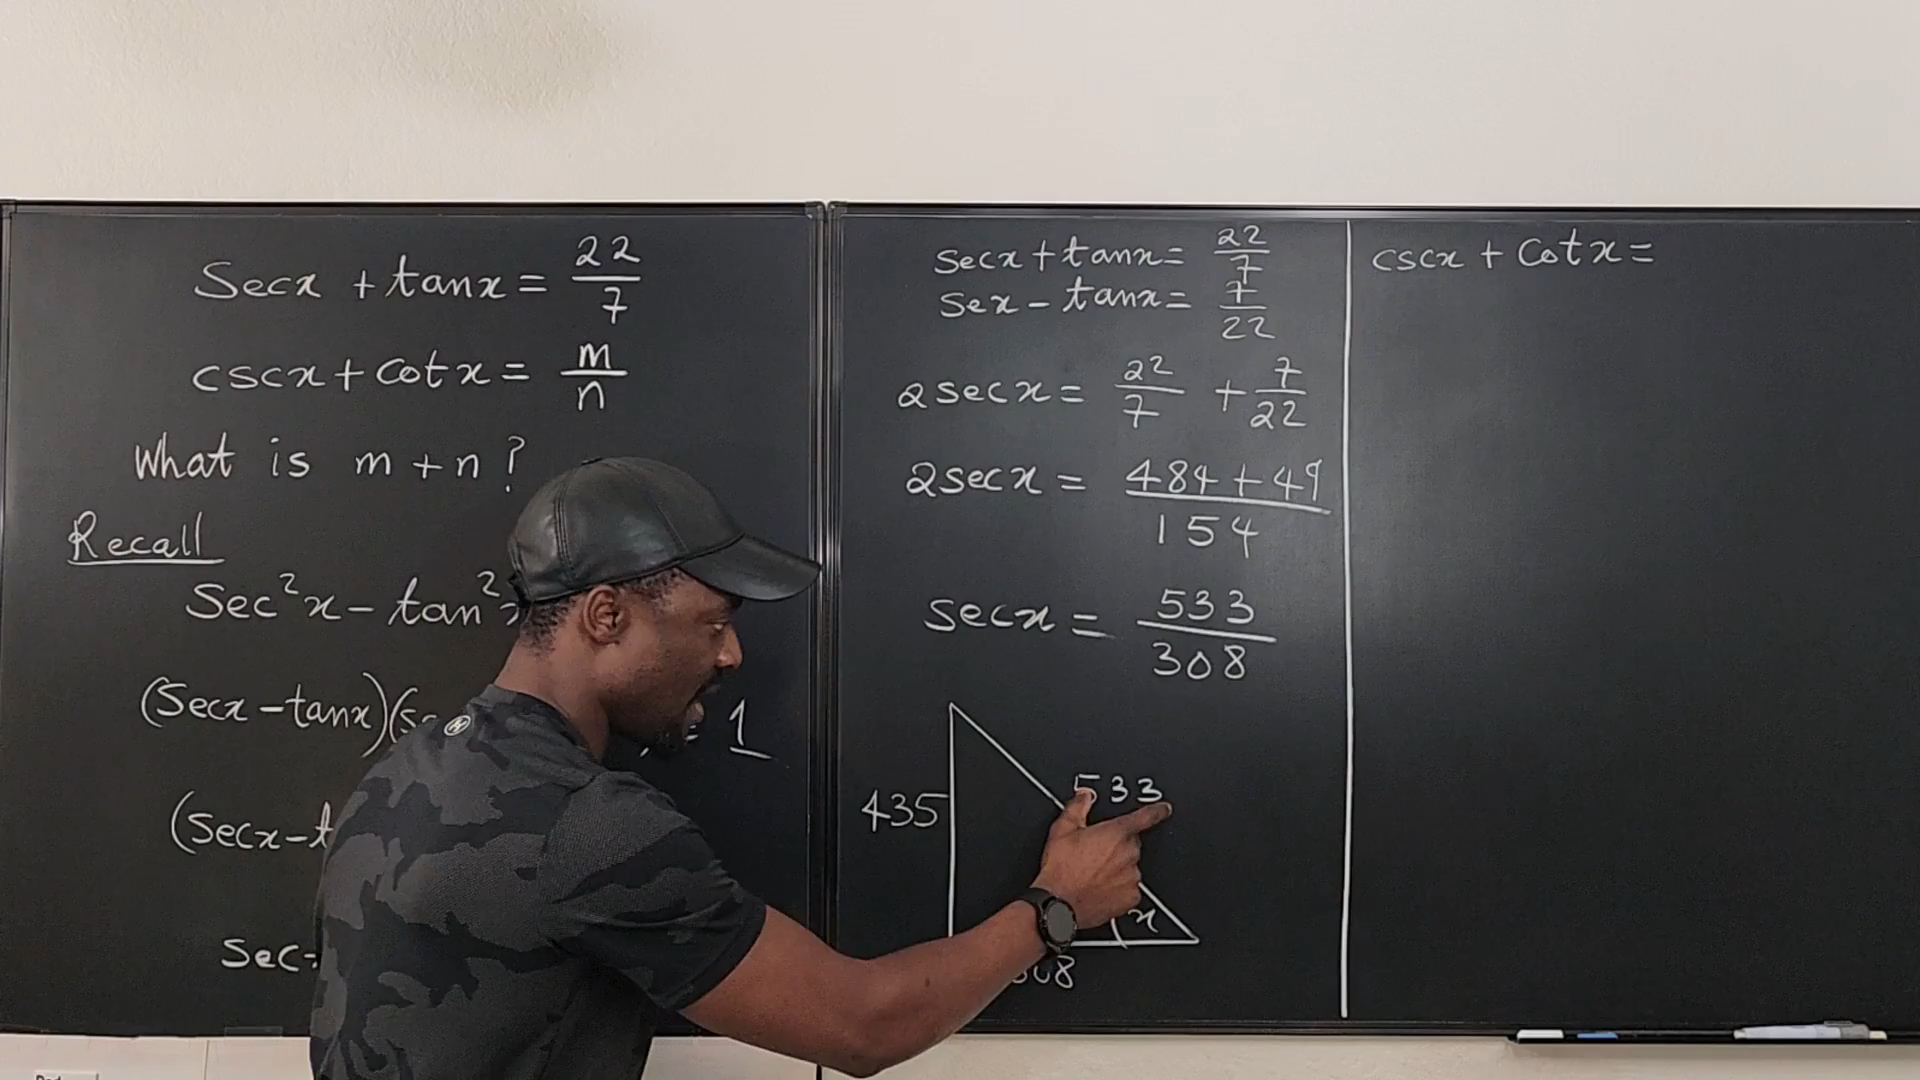 secx + tanx = 22/7
cscx + cotx = m/n
What is m + n ?
Recall
Sec²x - tan²
(Secx - tanx)(S = 1
(Secx - t
Sec
Secx + tanx = 22/7
Sex - tanx = 7/22
2secx = 22/7 + 7/22
2secx = 484 + 49/154
secx = 533/308
435
533
x
308
cscx + cotx =